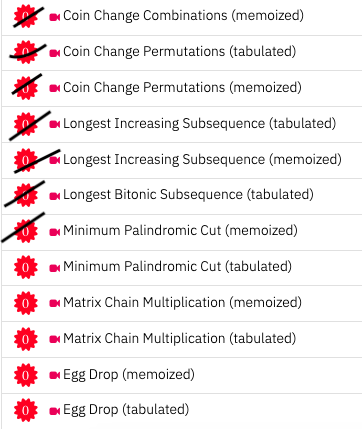 0 Coin Change Combinations (memoized)
0 Coin Change Permutations (tabulated)
0 Coin Change Permutations (memoized)
0 Longest Increasing Subsequence (tabulated)
0 Longest Increasing Subsequence (memoized)
0 Longest Bitonic Subsequence (tabulated)
0 Minimum Palindromic Cut (memoized)
0 Minimum Palindromic Cut (tabulated)
0 Matrix Chain Multiplication (memoized)
0 Matrix Chain Multiplication (tabulated)
0 Egg Drop (memoized)
0 Egg Drop (tabulated)